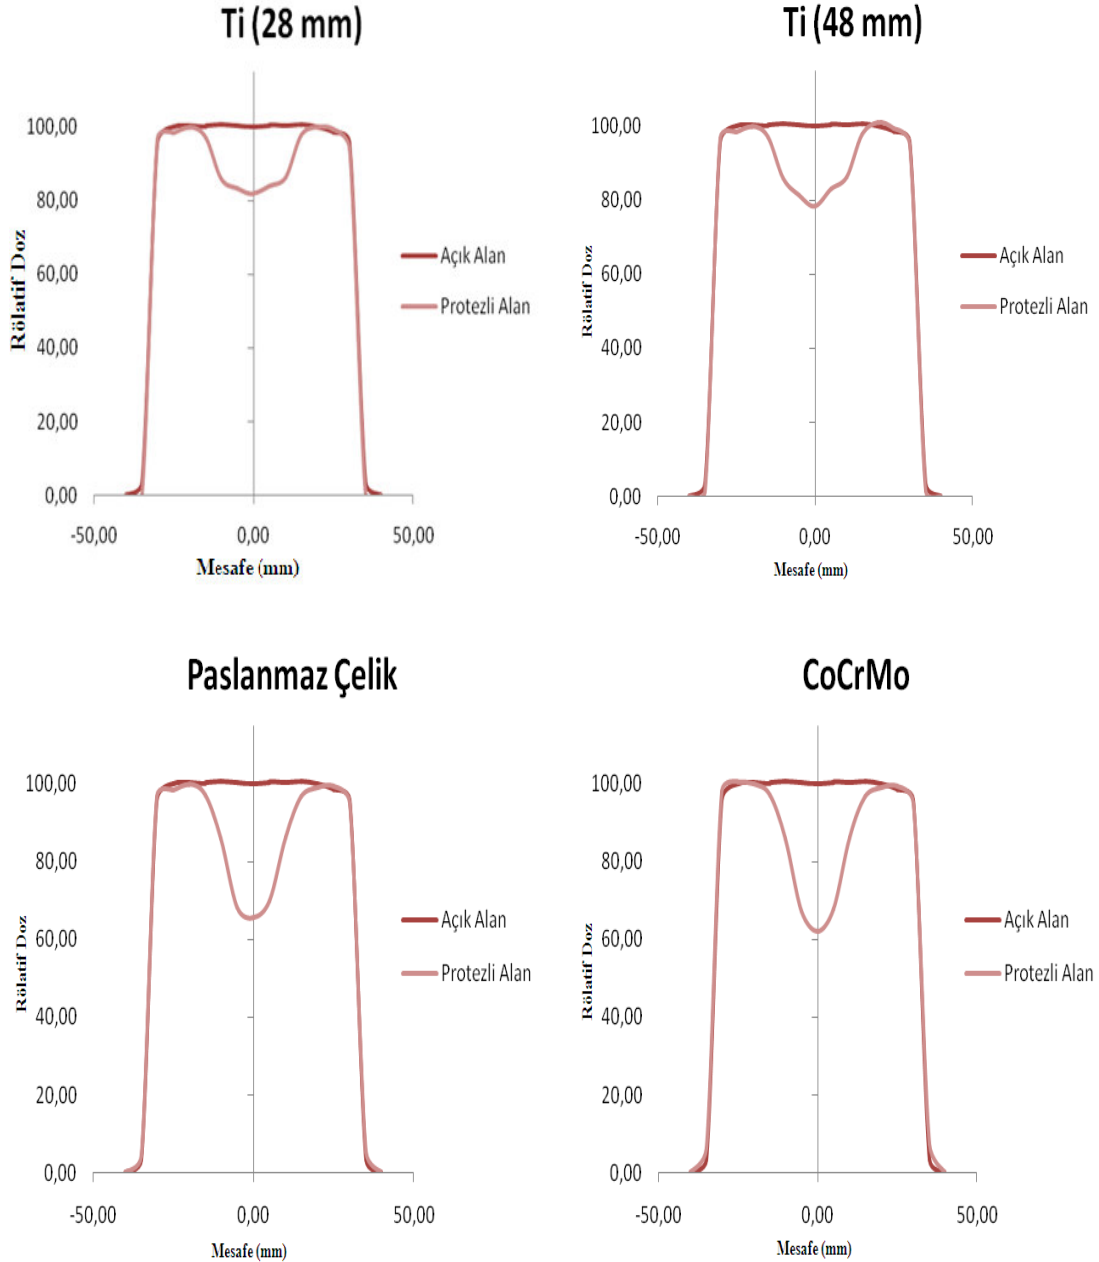 Ti (28 mm)
100,00
80,00
60,00
40,00
20,00
0,00
-50,00 0,00 50,00
Rölatif Doz
Mesafe (mm)
Açık Alan
Protezli Alan
Ti (48 mm)
100,00
80,00
60,00
40,00
20,00
0,00
-50,00 0,00 50,00
Rölatif Doz
Mesafe (mm)
Açık Alan
Protezli Alan
Paslanmaz Çelik
100,00
80,00
60,00
40,00
20,00
0,00
-50,00 0,00 50,00
Rölatif Doz
Mesafe (mm)
Açık Alan
Protezli Alan
CoCrMo
100,00
80,00
60,00
40,00
20,00
0,00
-50,00 0,00 50,00
Rölatif Doz
Mesafe (mm)
Açık Alan
Protezli Alan